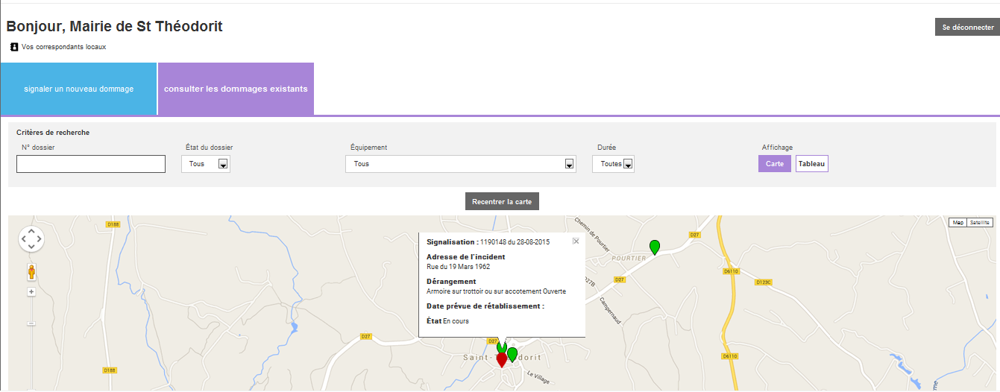 Bonjour, Mairie de St Théodorit
Se déconnecter
Vos correspondants locaux
signaler un nouveau dommage
consulter les dommages existants
Critères de recherche
N° dossier
État du dossier
Équipement
Durée
Affichage
Tous
Tous
Toutes
Carte
Tableau
Recentrer la carte
Map
Satellite
D188
Signalisation : 1190148 du 28-08-2015
Adresse de l'incident
Rue du 19 Mars 1962
Dérangement
Armoire sur trottoir ou sur accotement Ouverte
Date prévue de rétablissement :
État En cours
Chemin de Pourtier
D27
POURTIER
D6110
D27
D27B
D123C
Campernaud
D27
D27
Saint-Théodorit
D6110
D188
Le Village